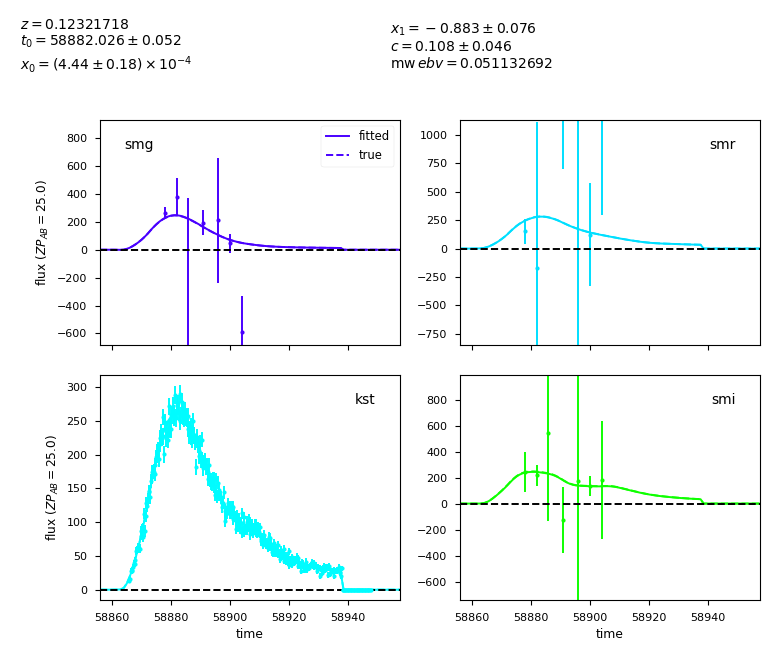 z = 0.12321718
t₀ = 58882.026 ± 0.052
x₀ = (4.44 ± 0.18) × 10⁻⁴
x₁ = −0.883 ± 0.076
c = 0.108 ± 0.046
mw ebv = 0.051132692
smg
fitted
true
flux (ZP_AB = 25.0)
800
600
400
200
0
−200
−400
−600
smr
1000
750
500
250
0
−250
−500
−750
kst
flux (ZP_AB = 25.0)
300
250
200
150
100
50
0
58860 58880 58900 58920 58940
time
smi
800
600
400
200
0
−200
−400
−600
58860 58880 58900 58920 58940
time